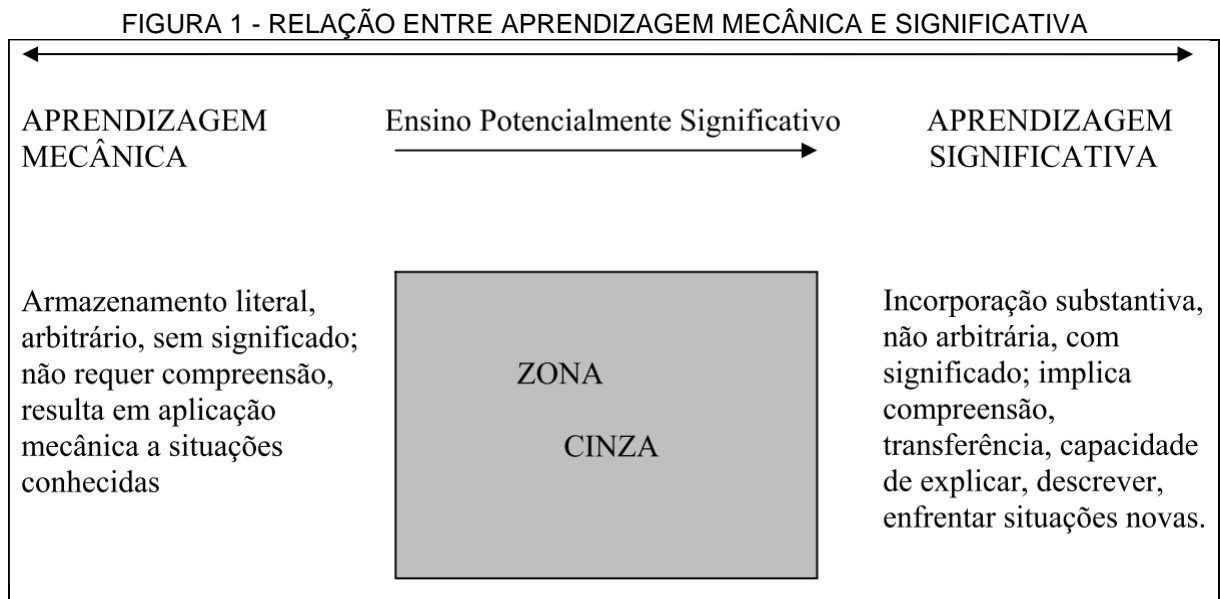 FIGURA 1 - RELAÇÃO ENTRE APRENDIZAGEM MECÂNICA E SIGNIFICATIVA
APRENDIZAGEM
MECÂNICA
Ensino Potencialmente Significativo
APRENDIZAGEM
SIGNIFICATIVA
Armazenamento literal,
arbitrário, sem significado;
não requer compreensão,
resulta em aplicação
mecânica a situações
conhecidas
ZONA
CINZA
Incorporação substantiva,
não arbitrária, com
significado; implica
compreensão,
transferência, capacidade
de explicar, descrever,
enfrentar situações novas.